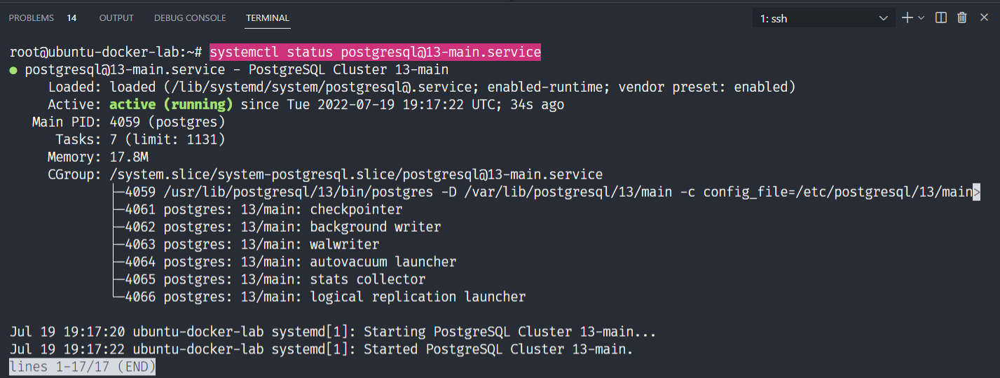 PROBLEMS 14 OUTPUT DEBUG CONSOLE TERMINAL 1: ssh
root@ubuntu-docker-lab:~# systemctl status postgresql@13-main.service
● postgresql@13-main.service - PostgreSQL Cluster 13-main
Loaded: loaded (/lib/systemd/system/postgresql@.service; enabled-runtime; vendor preset: enabled)
Active: active (running) since Tue 2022-07-19 19:17:22 UTC; 34s ago
Main PID: 4059 (postgres)
Tasks: 7 (limit: 1131)
Memory: 17.8M
CGroup: /system.slice/system-postgresql.slice/postgresql@13-main.service
├─4059 /usr/lib/postgresql/13/bin/postgres -D /var/lib/postgresql/13/main -c config_file=/etc/postgresql/13/main>
├─4061 postgres: 13/main: checkpointer
├─4062 postgres: 13/main: background writer
├─4063 postgres: 13/main: walwriter
├─4064 postgres: 13/main: autovacuum launcher
├─4065 postgres: 13/main: stats collector
└─4066 postgres: 13/main: logical replication launcher
Jul 19 19:17:20 ubuntu-docker-lab systemd[1]: Starting PostgreSQL Cluster 13-main...
Jul 19 19:17:22 ubuntu-docker-lab systemd[1]: Started PostgreSQL Cluster 13-main.
lines 1-17/17 (END)